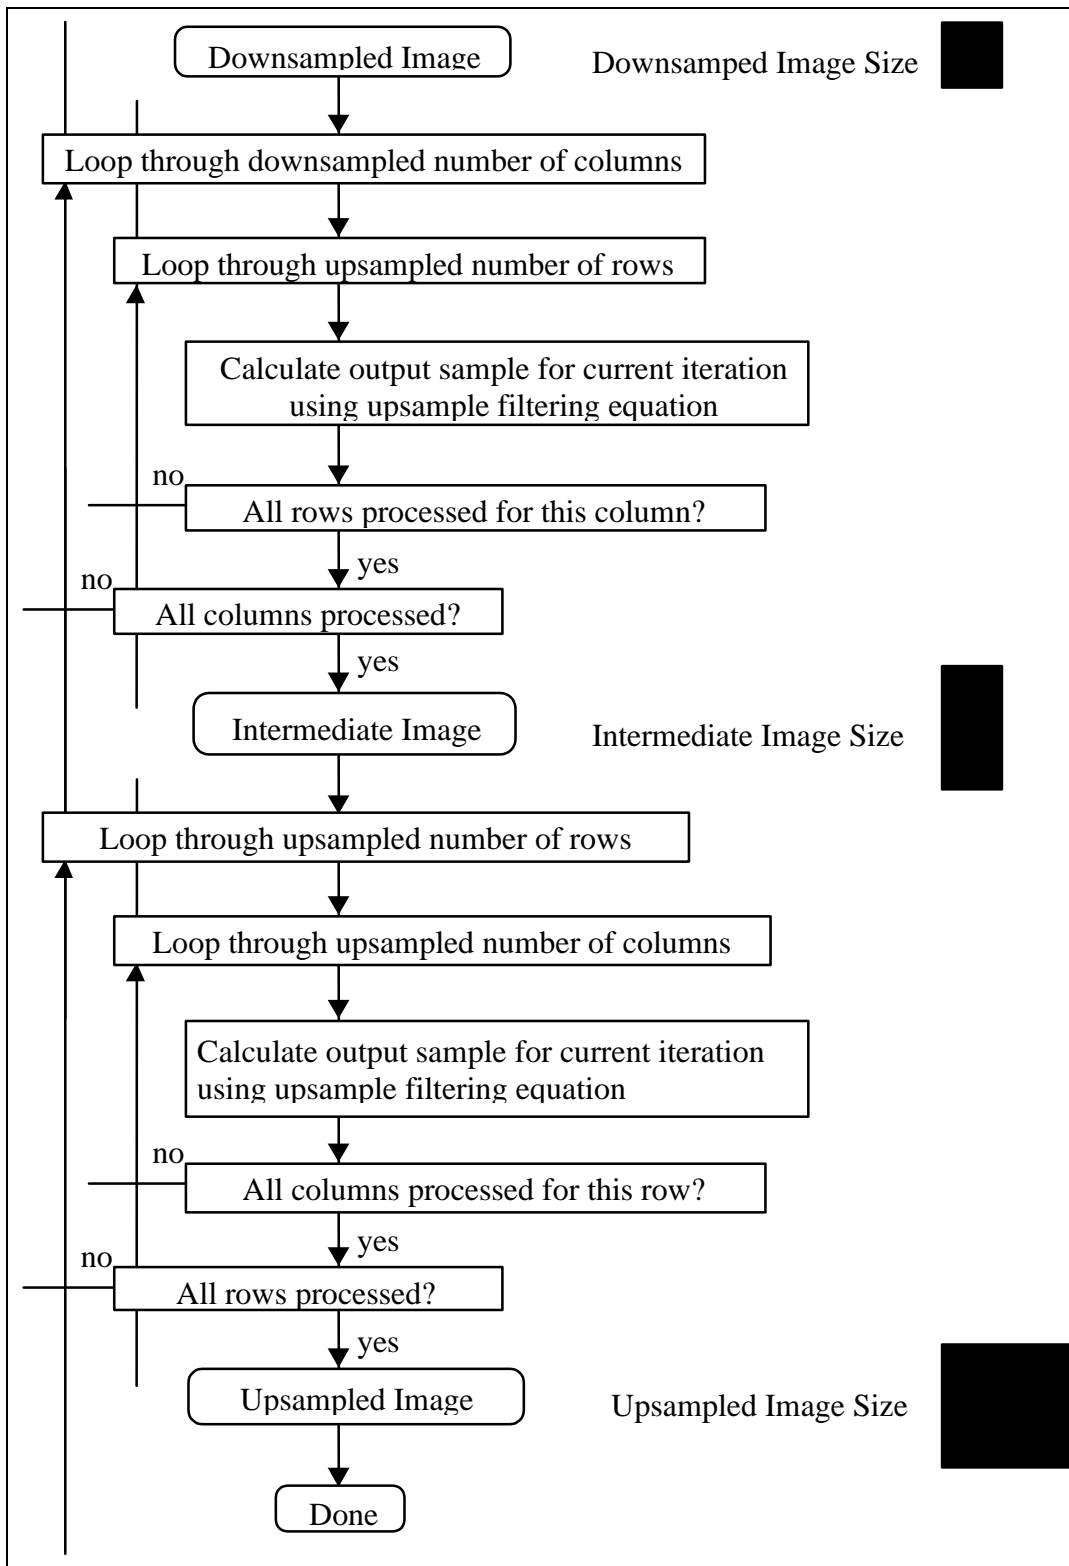 Downsampled Image
Downsamped Image Size
Loop through downsampled number of columns
Loop through upsampled number of rows
Calculate output sample for current iteration
using upsample filtering equation
no
All rows processed for this column?
yes
no
All columns processed?
yes
Intermediate Image
Intermediate Image Size
Loop through upsampled number of rows
Loop through upsampled number of columns
Calculate output sample for current iteration
using upsample filtering equation
no
All columns processed for this row?
yes
no
All rows processed?
yes
Upsampled Image
Upsampled Image Size
Done